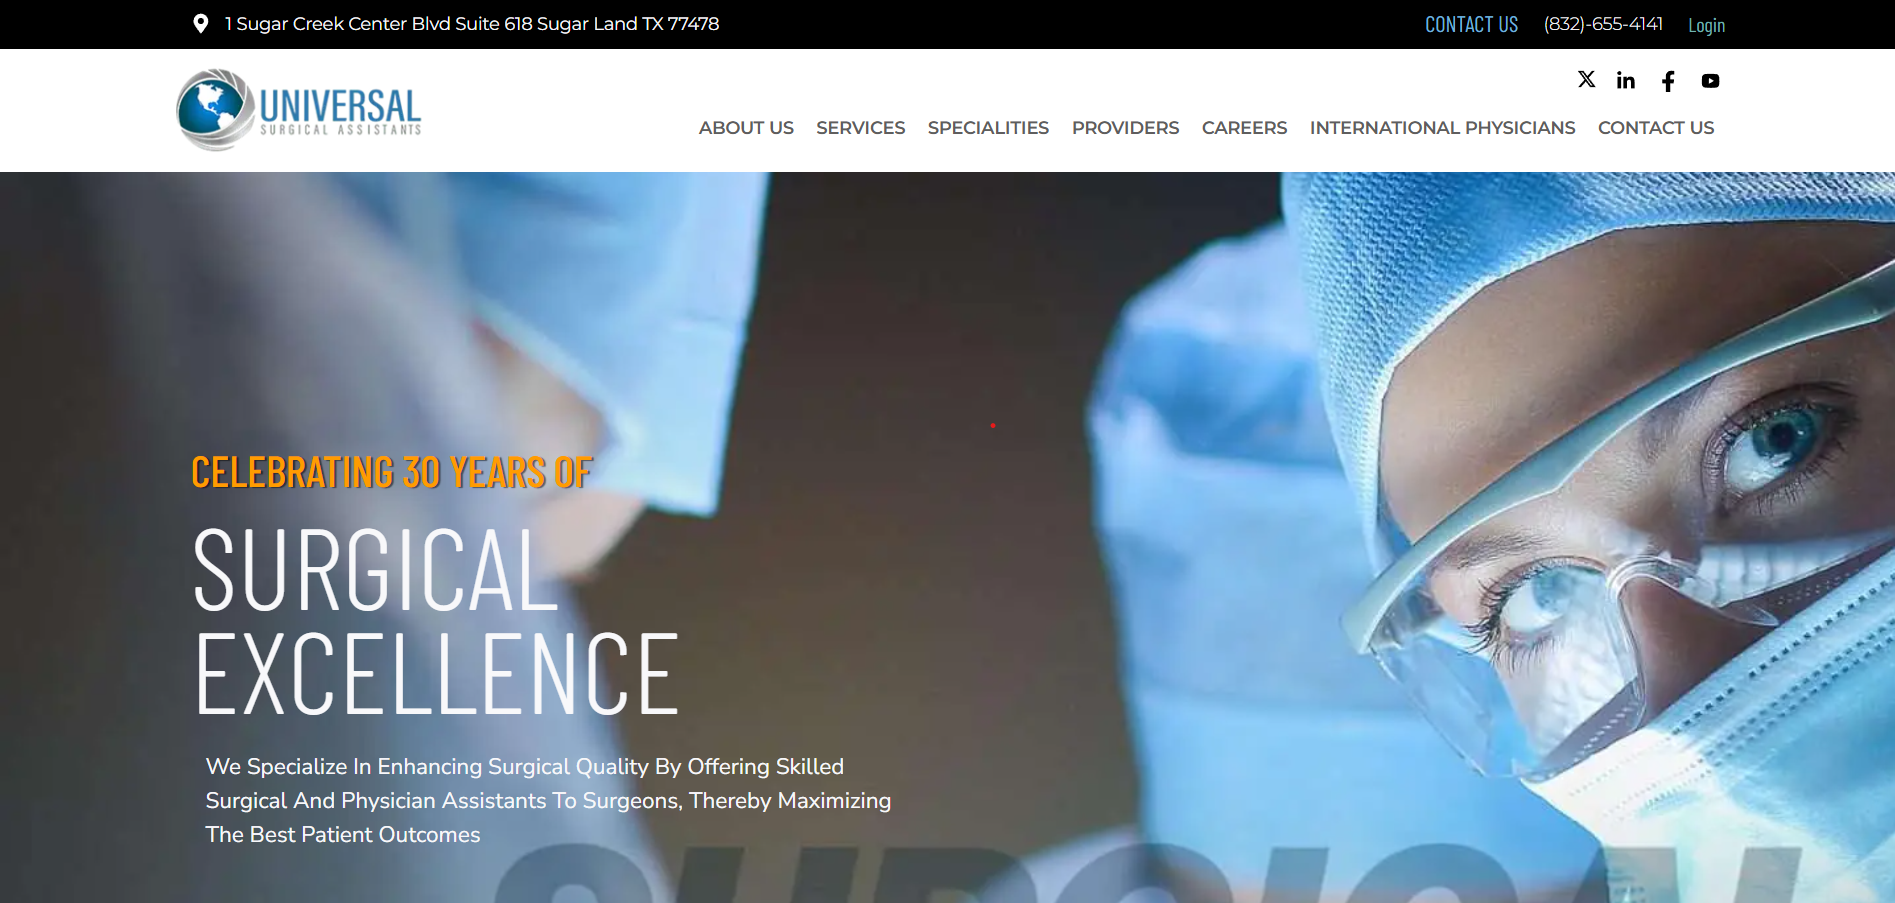 1 Sugar Creek Center Blvd Suite 618 Sugar Land TX 77478
CONTACT US
(832)-655-4141
Login
UNIVERSAL
SURGICAL ASSISTANTS
ABOUT US
SERVICES
SPECIALITIES
PROVIDERS
CAREERS
INTERNATIONAL PHYSICIANS
CONTACT US
CELEBRATING 30 YEARS OF
SURGICAL
EXCELLENCE
We Specialize In Enhancing Surgical Quality By Offering Skilled
Surgical And Physician Assistants To Surgeons, Thereby Maximizing
The Best Patient Outcomes
SURGICAL